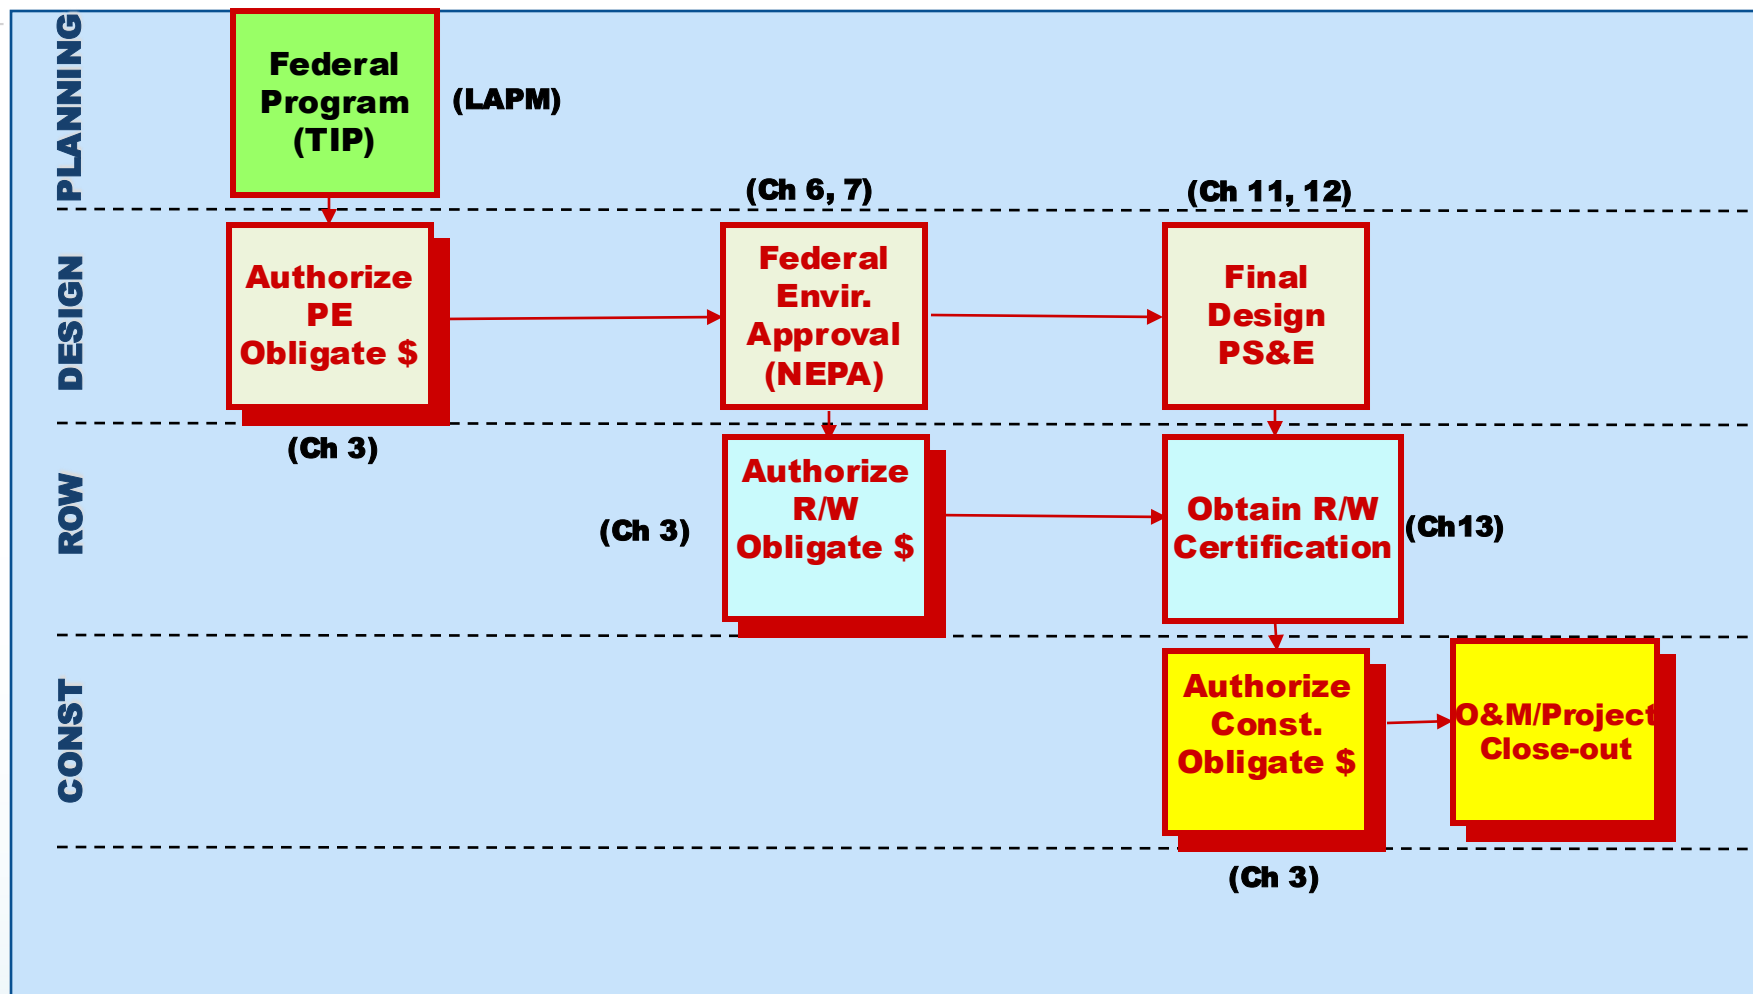 PLANNING
Federal
Program
(TIP)
(LAPM)
(Ch 6, 7)
(Ch 11, 12)
DESIGN
Authorize
PE
Obligate $
Federal
Envir.
Approval
(NEPA)
Final
Design
PS&E
(Ch 3)
ROW
(Ch 3)
Authorize
R/W
Obligate $
Obtain R/W
Certification
(Ch13)
CONST
Authorize
Const.
Obligate $
O&M/Project
Close-out
(Ch 3)